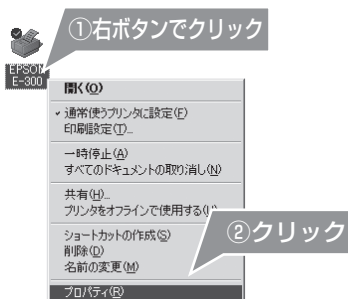 ①右ボタンでクリック
EPSON
E-300
開く(O)
✓ 通常使うプリンタに設定(F)
印刷設定(T)...
一時停止(A)
すべてのドキュメントの取り消し(N)
共有(H)...
プリンタをオフラインで使用する(U)
ショートカットの作成(S)
削除(D)
名前の変更(M)
②クリック
プロパティ(R)